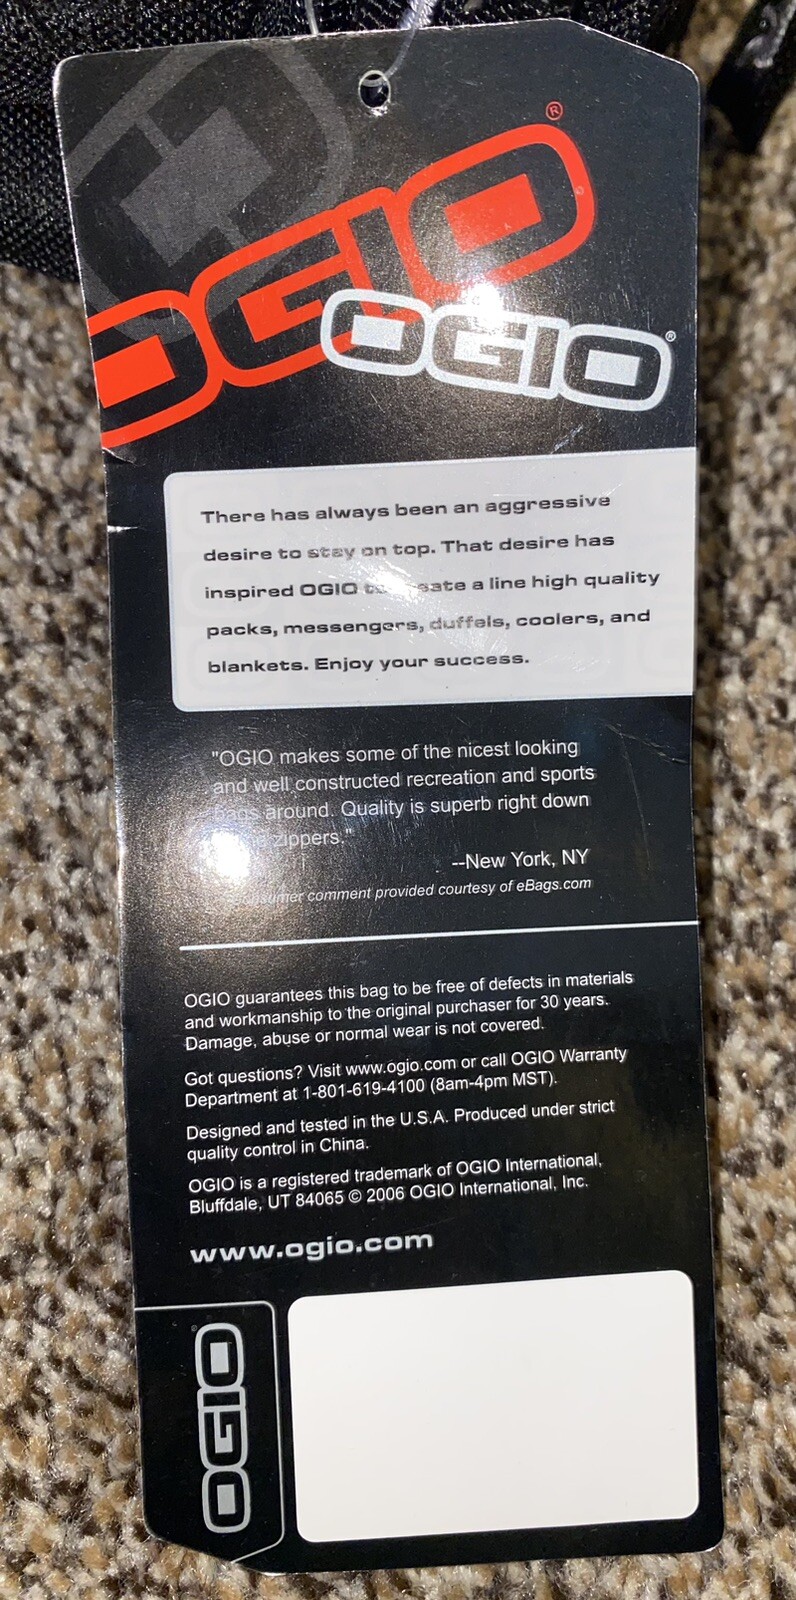 OGIO®
OGIO®
There has always been an aggressive
desire to stay on top. That desire has
inspired OGIO a line high quality
packs, messengers, duffels, coolers, and
blankets. Enjoy your success.
"OGIO makes some of the nicest looking
and well constructed recreation and sports
bags around. Quality is superb right down
zippers."
--New York, NY
comment provided courtesy of eBags.com
OGIO guarantees this bag to be free of defects in materials
and workmanship to the original purchaser for 30 years.
Damage, abuse or normal wear is not covered.
Got questions? Visit www.ogio.com or call OGIO Warranty
Department at 1-801-619-4100 (8am-4pm MST).
Designed and tested in the U.S.A. Produced under strict
quality control in China.
OGIO is a registered trademark of OGIO International,
Bluffdale, UT 84065 © 2006 OGIO International, Inc.
www.ogio.com
OGIO®